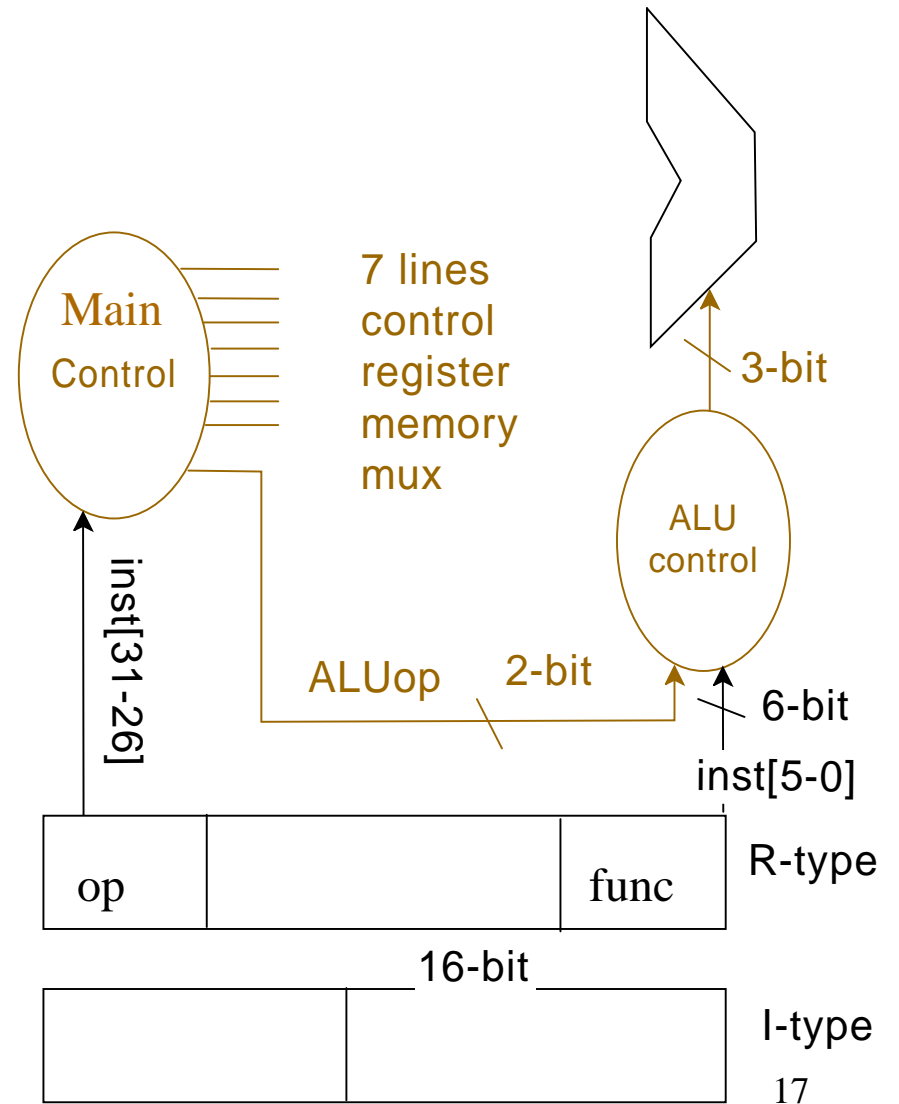 7 lines
control
register
memory
mux
Main
Control
3-bit
ALU
control
inst[31-26]
ALUop
2-bit
6-bit
inst[5-0]
op
func
R-type
16-bit
I-type
17